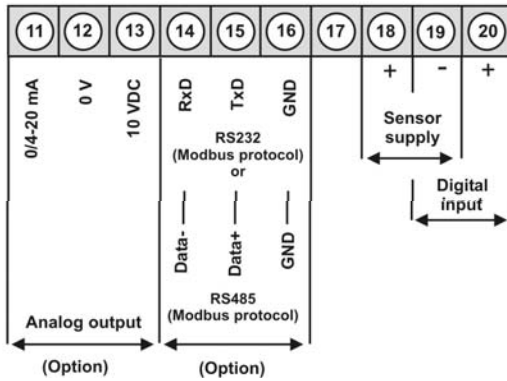 11 12 13 14 15 16 17 18 19 20
+ - +
0/4-20 mA
0 V
10 VDC
RxD
TxD
GND
RS232
(Modbus protocol)
or
Data-
Data+
GND
RS485
(Modbus protocol)
Sensor
supply
Digital
input
Analog output
(Option)
(Option)